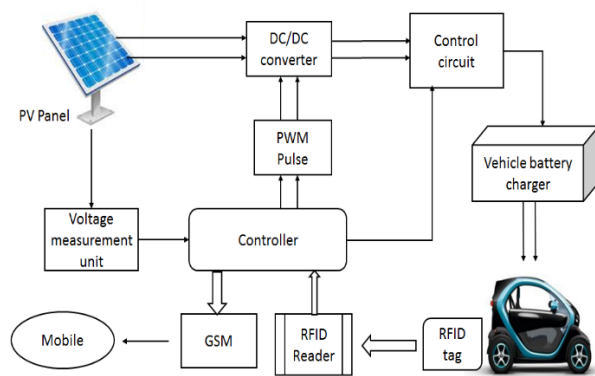 DC/DC
converter
Control
circuit
PV Panel
PWM
Pulse
Vehicle battery
charger
Voltage
measurement
unit
Controller
Mobile
GSM
RFID
Reader
RFID
tag